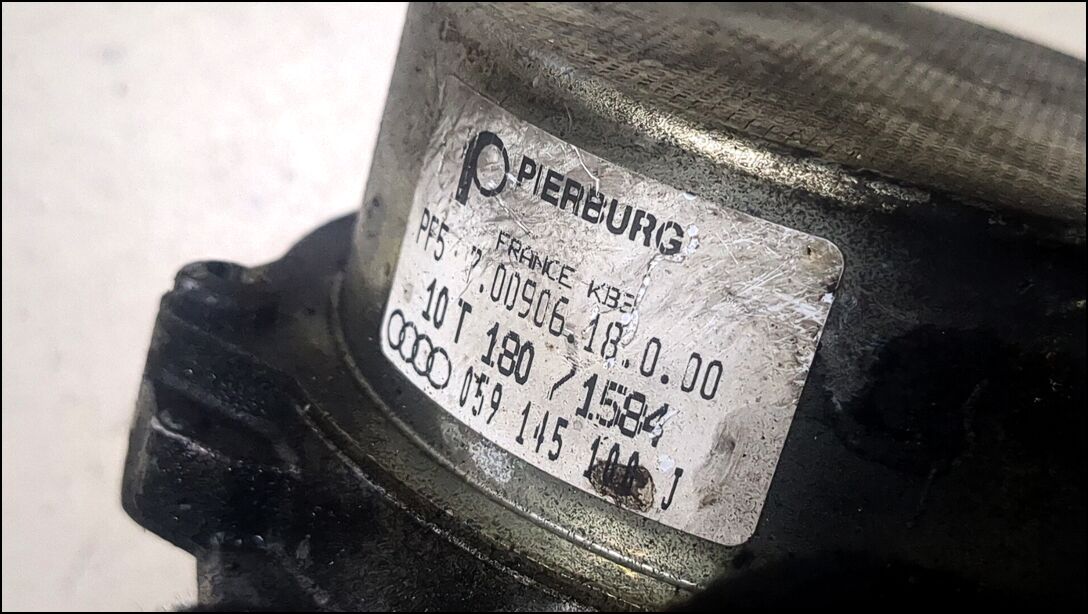 PIERBURG
FRANCE KB3
PF5 7.00906.18.0.00
10 T 180 / 1584
059 145 100 J